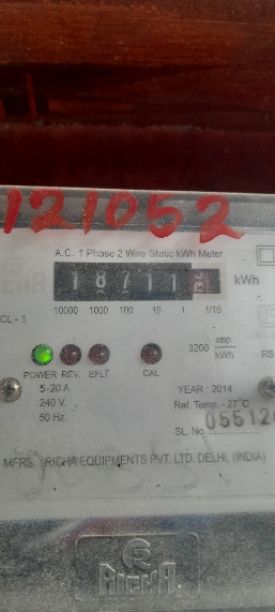 121052
A.C. 1 Phase 2 Wire Static kWh Meter
18711 kWh
10000 1000 100 10 1 1/10
CL - 1
3200 imp/kWh
POWER REV. EFLT CAL
5-20 A
240 V.
50 Hz.
YEARː 2014
Ref. Temp. - 27°C
SL. No.
MFRS. : RICHA EQUIPMENTS PVT. LTD. DELHI, (INDIA)
RICHA